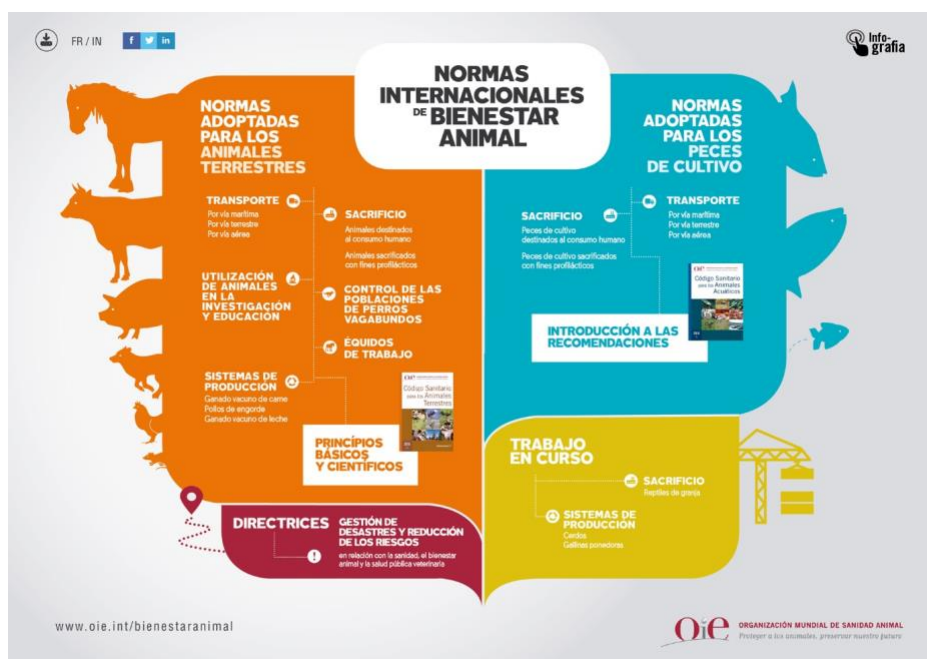 FR / IN
Info-
grafía
NORMAS
INTERNACIONALES
DE BIENESTAR
ANIMAL
NORMAS
ADOPTADAS
PARA LOS
ANIMALES
TERRESTRES
TRANSPORTE
Por vía marítima
Por vía terrestre
Por vía aérea
SACRIFICIO
Animales destinados
al consumo humano
Animales sacrificados
con fines profilácticos
UTILIZACIÓN
DE ANIMALES
EN LA
INVESTIGACIÓN
Y EDUCACIÓN
CONTROL DE LAS
POBLACIONES
DE PERROS
VAGABUNDOS
ÉQUIDOS
DE TRABAJO
SISTEMAS DE
PRODUCCIÓN
Ganado vacuno de carne
Pollos de engorde
Ganado vacuno de leche
Código Sanitario
para los Animales
Terrestres
PRINCÍPIOS
BÁSICOS
Y CIENTÍFICOS
NORMAS
ADOPTADAS
PARA LOS
PECES
DE CULTIVO
TRANSPORTE
Por vía marítima
Por vía terrestre
Por vía aérea
SACRIFICIO
Peces de cultivo
destinados al consumo humano
Peces de cultivo sacrificados
con fines profilácticos
Oie
Código Sanitario
para los Animales
Acuáticos
INTRODUCCIÓN A LAS
RECOMENDACIONES
TRABAJO
EN CURSO
SACRIFICIO
Reptiles de granja
SISTEMAS DE
PRODUCCIÓN
Cerdos
Gallinas ponedoras
DIRECTRICES
GESTIÓN DE
DESASTRES Y REDUCCIÓN
DE LOS RIESGOS
en relación con la sanidad, el bienestar
animal y la salud pública veterinaria
www.oie.int/bienestaranimal
Oie
ORGANIZACIÓN MUNDIAL DE SANIDAD ANIMAL
Proteger a los animales, preservar nuestro futuro